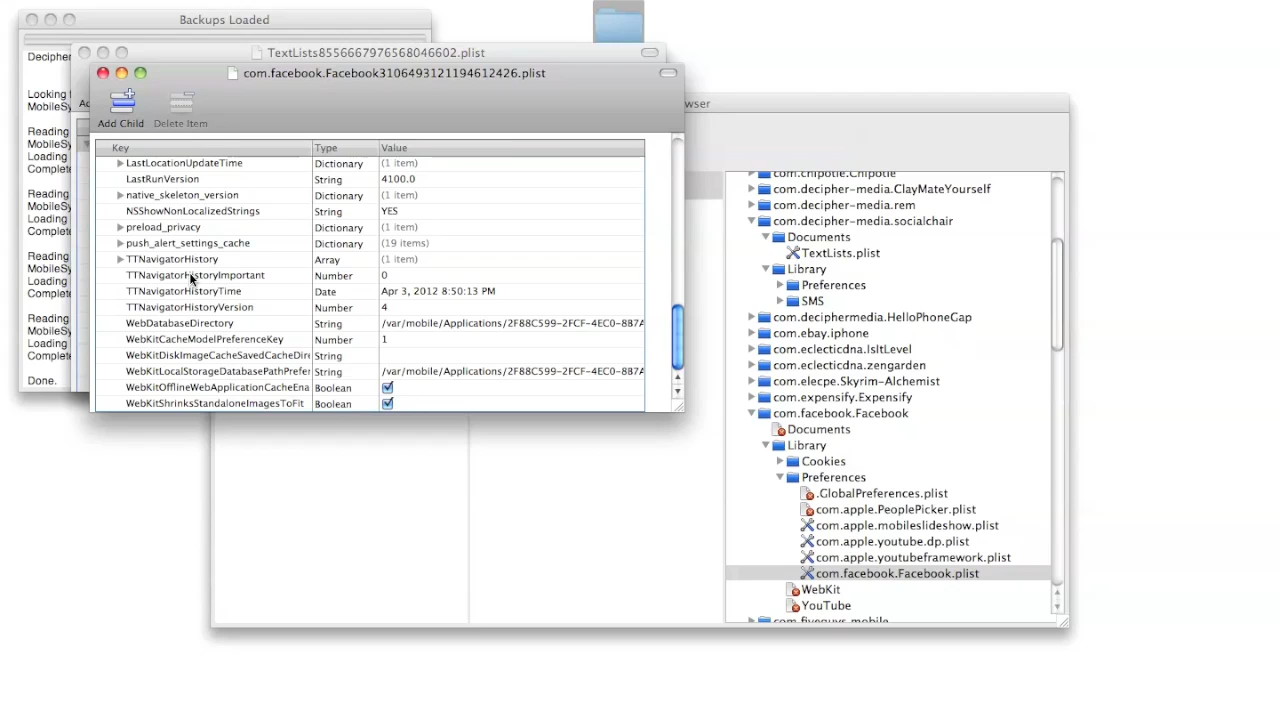 Backups Loaded
Decipher
TextLists8556667976568046602.plist
com.facebook.Facebook3106493121194612426.plist
Looking f
MobileSy
Reading
MobileSy
Loading
Complete
Reading
MobileSy
Loading
Complete
Reading
MobileSy
Loading
Complete
Reading
MobileSy
Loading
Complete
Done.
Ad
Add Child Delete Item
Key Type Value
LastLocationUpdateTime Dictionary (1 item)
LastRunVersion String 4100.0
native_skeleton_version Dictionary (1 item)
NSShowNonLocalizedStrings String YES
preload_privacy Dictionary (1 item)
push_alert_settings_cache Dictionary (19 items)
TTNavigatorHistory Array (1 item)
TTNavigatorHistoryImportant Number 0
TTNavigatorHistoryTime Date Apr 3, 2012 8:50:13 PM
TTNavigatorHistoryVersion Number 4
WebDatabaseDirectory String /var/mobile/Applications/2F88C599-2FCF-4EC0-8B7A
WebKitCacheModelPreferenceKey Number 1
WebKitDiskImageCacheSavedCacheDire String
WebKitLocalStorageDatabasePathPrefer String /var/mobile/Applications/2F88C599-2FCF-4EC0-8B7A
WebKitOfflineWebApplicationCacheEna Boolean
WebKitShrinksStandaloneImagesToFit Boolean
wser
com.chipotle.Chipotle
com.decipher-media.ClayMateYourself
com.decipher-media.rem
com.decipher-media.socialchair
Documents
TextLists.plist
Library
Preferences
SMS
com.deciphermedia.HelloPhoneGap
com.ebay.iphone
com.eclecticdna.IsItLevel
com.eclecticdna.zengarden
com.elecpe.Skyrim-Alchemist
com.expensify.Expensify
com.facebook.Facebook
Documents
Library
Cookies
Preferences
.GlobalPreferences.plist
com.apple.PeoplePicker.plist
com.apple.mobileslideshow.plist
com.apple.youtube.dp.plist
com.apple.youtubeframework.plist
com.facebook.Facebook.plist
WebKit
YouTube
com.fiveguys.mobile